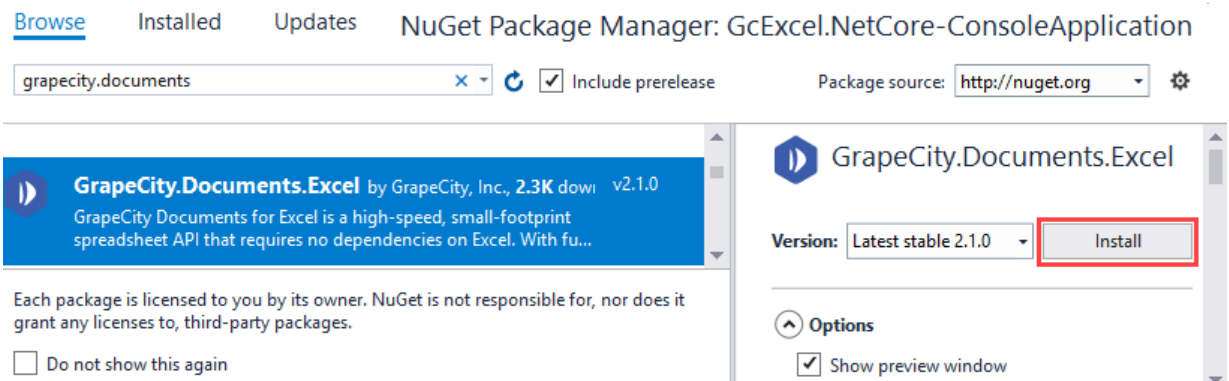 Browse Installed Updates NuGet Package Manager: GcExcel.NetCore-ConsoleApplication
grapecity.documents Include prerelease Package source: http://nuget.org
GrapeCity.Documents.Excel by GrapeCity, Inc., 2.3K v2.1.0
GrapeCity Documents for Excel is a high-speed, small-footprint
spreadsheet API that requires no dependencies on Excel. With fu...
Each package is licensed to you by its owner. NuGet is not responsible for, nor does it
grant any licenses to, third-party packages.
Do not show this again
GrapeCity.Documents.Excel
Version: Latest stable 2.1.0 Install
Options
Show preview window